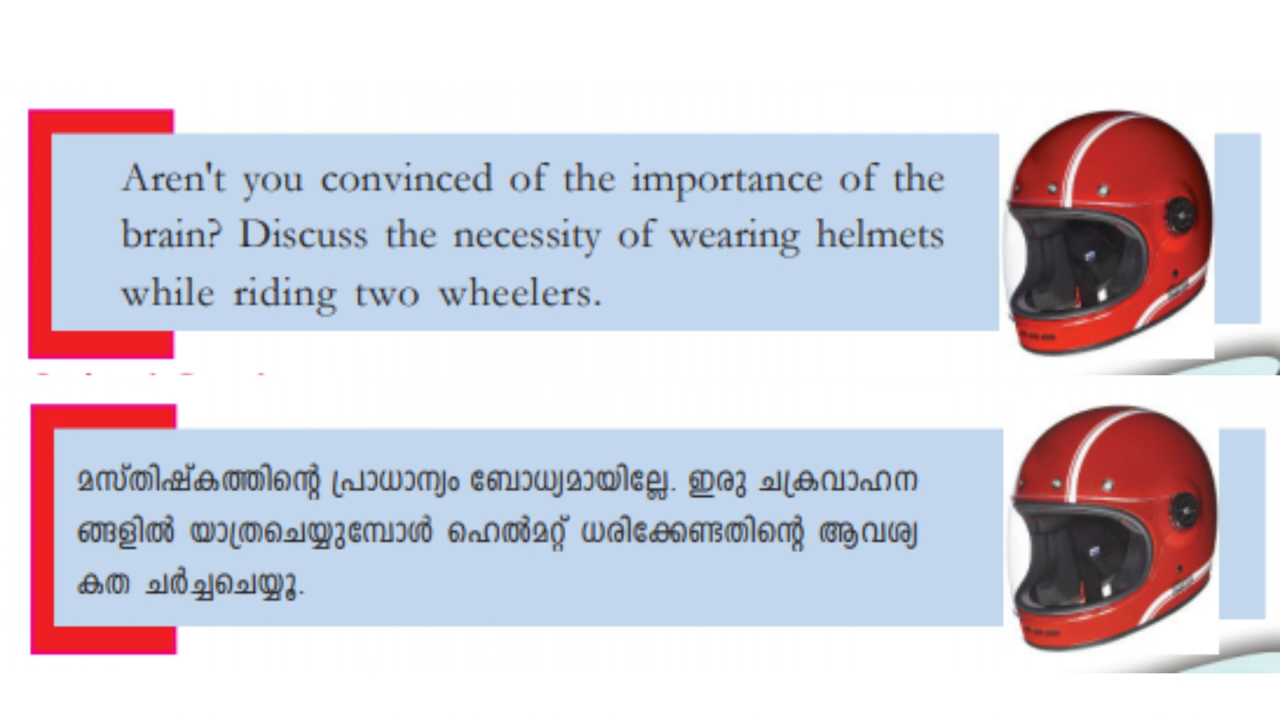 Aren't you convinced of the importance of the
brain? Discuss the necessity of wearing helmets
while riding two wheelers.
മസ്തിഷ്കത്തിന്റെ പ്രാധാന്യം ബോധ്യമായില്ലേ. ഇരു ചക്രവാഹന
ങ്ങളിൽ യാത്രചെയ്യുമ്പോൾ ഹെൽമറ്റ് ധരിക്കേണ്ടതിന്റെ ആവശ്യ
കത ചർച്ചചെയ്യൂ.